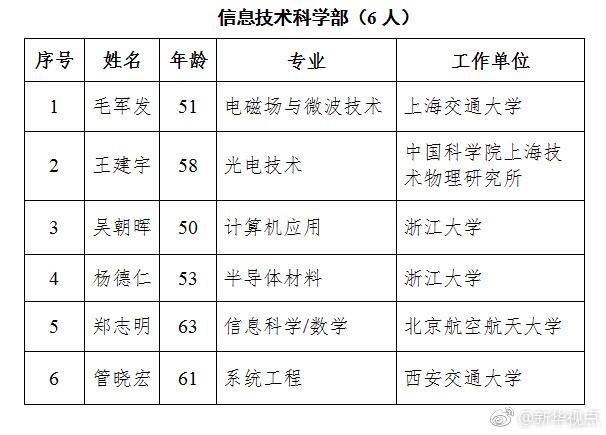 信息技术科学部（6 人）
序号 姓名 年龄 专业 工作单位
1 毛军发 51 电磁场与微波技术 上海交通大学
2 王建宇 58 光电技术 中国科学院上海技
术物理研究所
3 吴朝晖 50 计算机应用 浙江大学
4 杨德仁 53 半导体材料 浙江大学
5 郑志明 63 信息科学/数学 北京航空航天大学
6 管晓宏 61 系统工程 西安交通大学
@新华视点